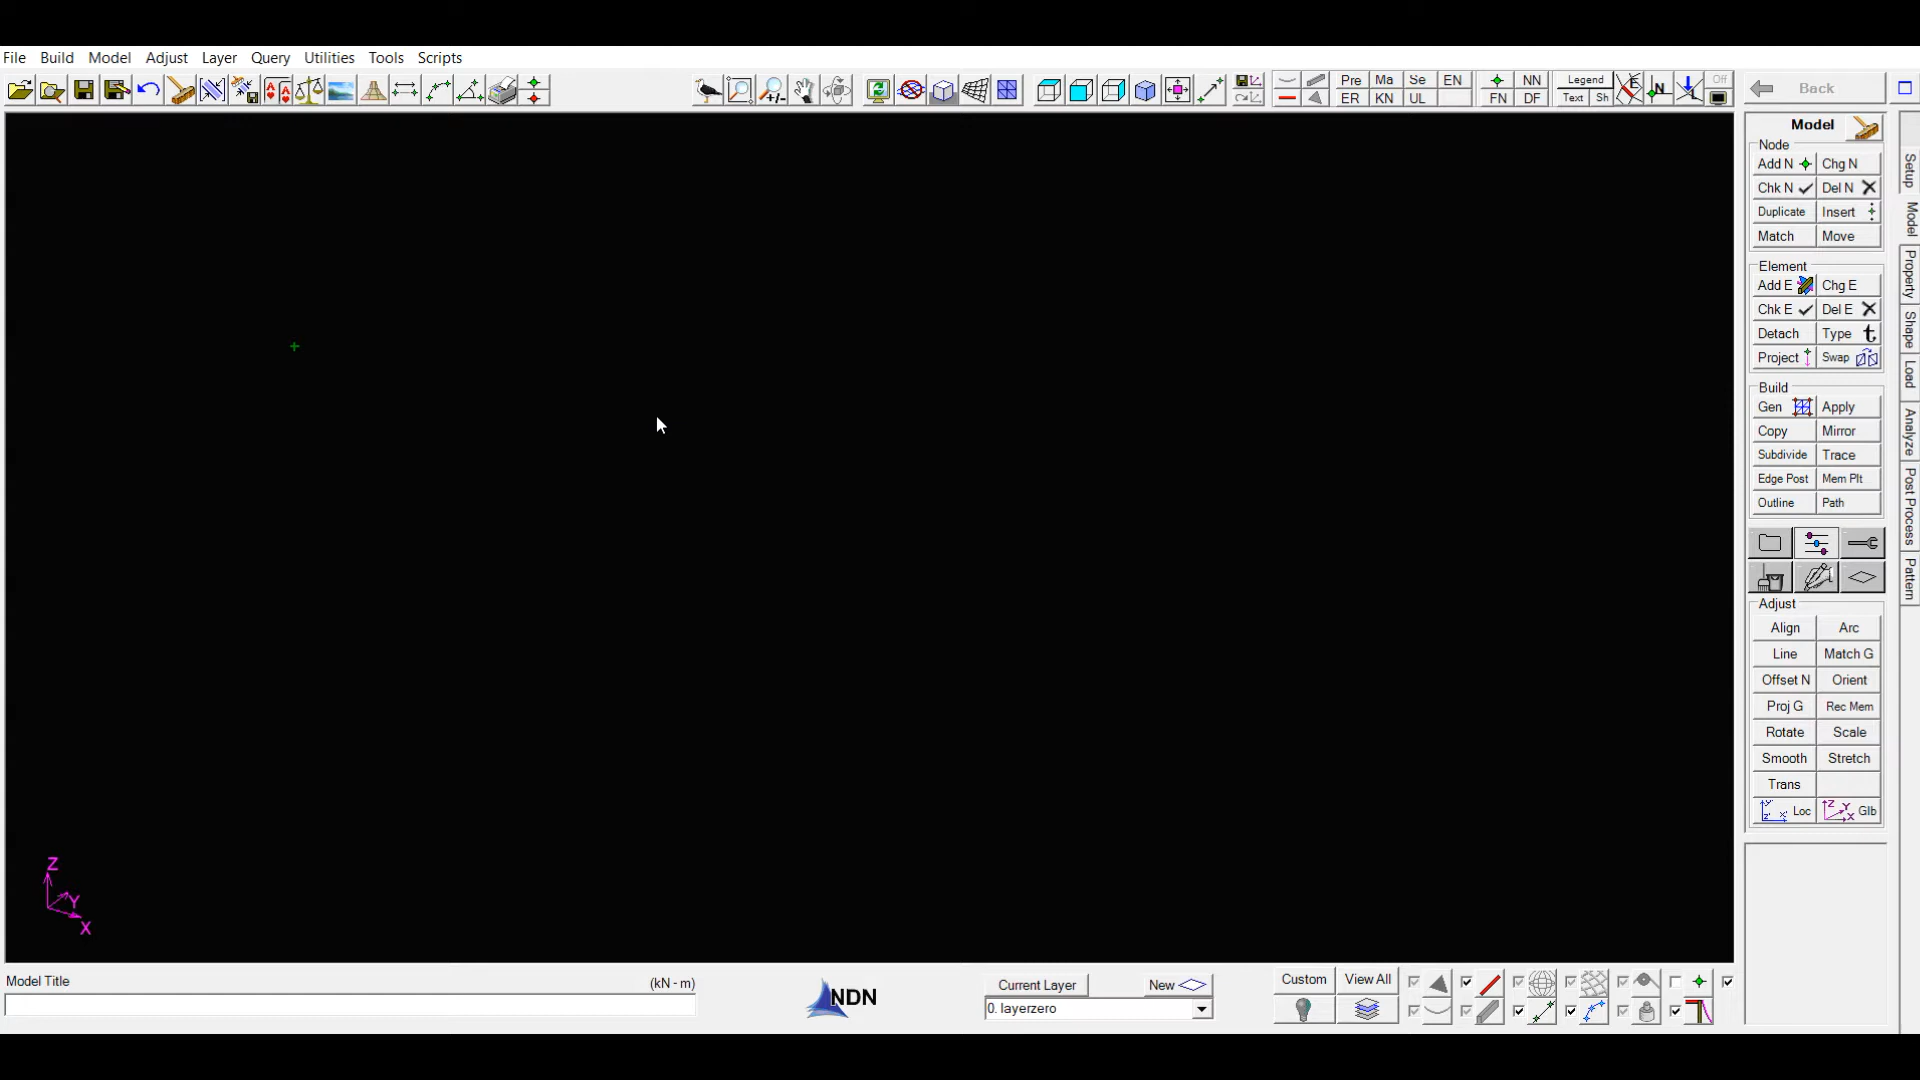 File Build Model Adjust Layer Query Utilities Tools Scripts
Pre Ma Se EN NN Legend Off
ER KN UL FN DF Text Sh
E N
Back
Model
Node
Add N Chg N
Chk N Del N
Duplicate Insert
Match Move
Element
Add E Chg E
Chk E Del E
Detach Type t
Project Swap
Build
Gen Apply
Copy Mirror
Subdivide Trace
Edge Post Mem Plt
Outline Path
Adjust
Align Arc
Line Match G
Offset N Orient
Proj G Rec Mem
Rotate Scale
Smooth Stretch
Trans
Loc Glb
Setup
Model
Property
Shape
Load
Analyze
Post Process
Pattern
Z
Y
X
Model Title (kN - m)
NDN
Current Layer New
0. layerzero
Custom View All